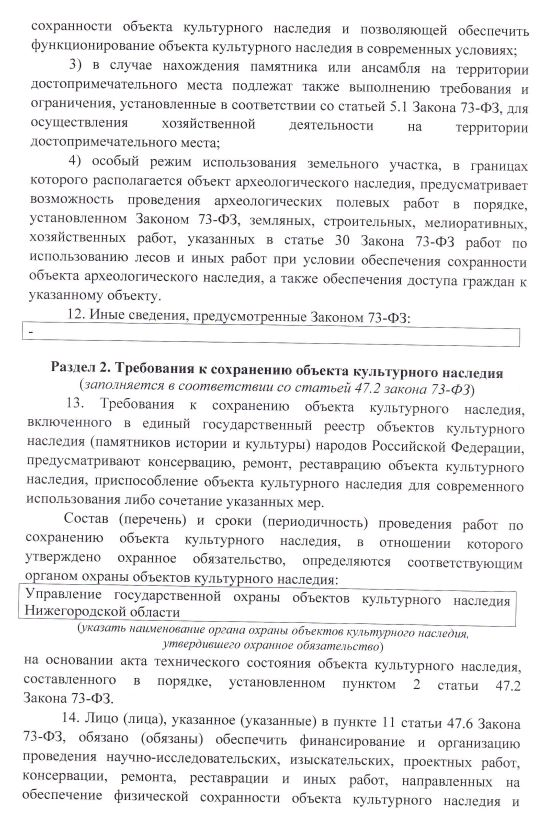 сохранности объекта культурного наследия и позволяющей обеспечить
функционирование объекта культурного наследия в современных условиях;
3) в случае нахождения памятника или ансамбля на территории
достопримечательного места подлежат также выполнению требования и
ограничения, установленные в соответствии со статьей 5.1 Закона 73-ФЗ, для
осуществления хозяйственной деятельности на территории
достопримечательного места;
4) особый режим использования земельного участка, в границах
которого располагается объект археологического наследия, предусматривает
возможность проведения археологических полевых работ в порядке,
установленном Законом 73-ФЗ, земляных, строительных, мелиоративных,
хозяйственных работ, указанных в статье 30 Закона 73-ФЗ работ по
использованию лесов и иных работ при условии обеспечения сохранности
объекта археологического наследия, а также обеспечения доступа граждан к
указанному объекту.
12. Иные сведения, предусмотренные Законом 73-ФЗ:
-
Раздел 2. Требования к сохранению объекта культурного наследия
(заполняется в соответствии со статьей 47.2 закона 73-ФЗ)
13. Требования к сохранению объекта культурного наследия,
включенного в единый государственный реестр объектов культурного
наследия (памятников истории и культуры) народов Российской Федерации,
предусматривают консервацию, ремонт, реставрацию объекта культурного
наследия, приспособление объекта культурного наследия для современного
использования либо сочетание указанных мер.
Состав (перечень) и сроки (периодичность) проведения работ по
сохранению объекта культурного наследия, в отношении которого
утверждено охранное обязательство, определяются соответствующим
органом охраны объектов культурного наследия:
Управление государственной охраны объектов культурного наследия
Нижегородской области
(указать наименование органа охраны объектов культурного наследия,
утвердившего охранное обязательство)
на основании акта технического состояния объекта культурного наследия,
составленного в порядке, установленном пунктом 2 статьи 47.2
Закона 73-ФЗ.
14. Лицо (лица), указанное (указанные) в пункте 11 статьи 47.6 Закона
73-ФЗ, обязано (обязаны) обеспечить финансирование и организацию
проведения научно-исследовательских, изыскательских, проектных работ,
консервации, ремонта, реставрации и иных работ, направленных на
обеспечение физической сохранности объекта культурного наследия и